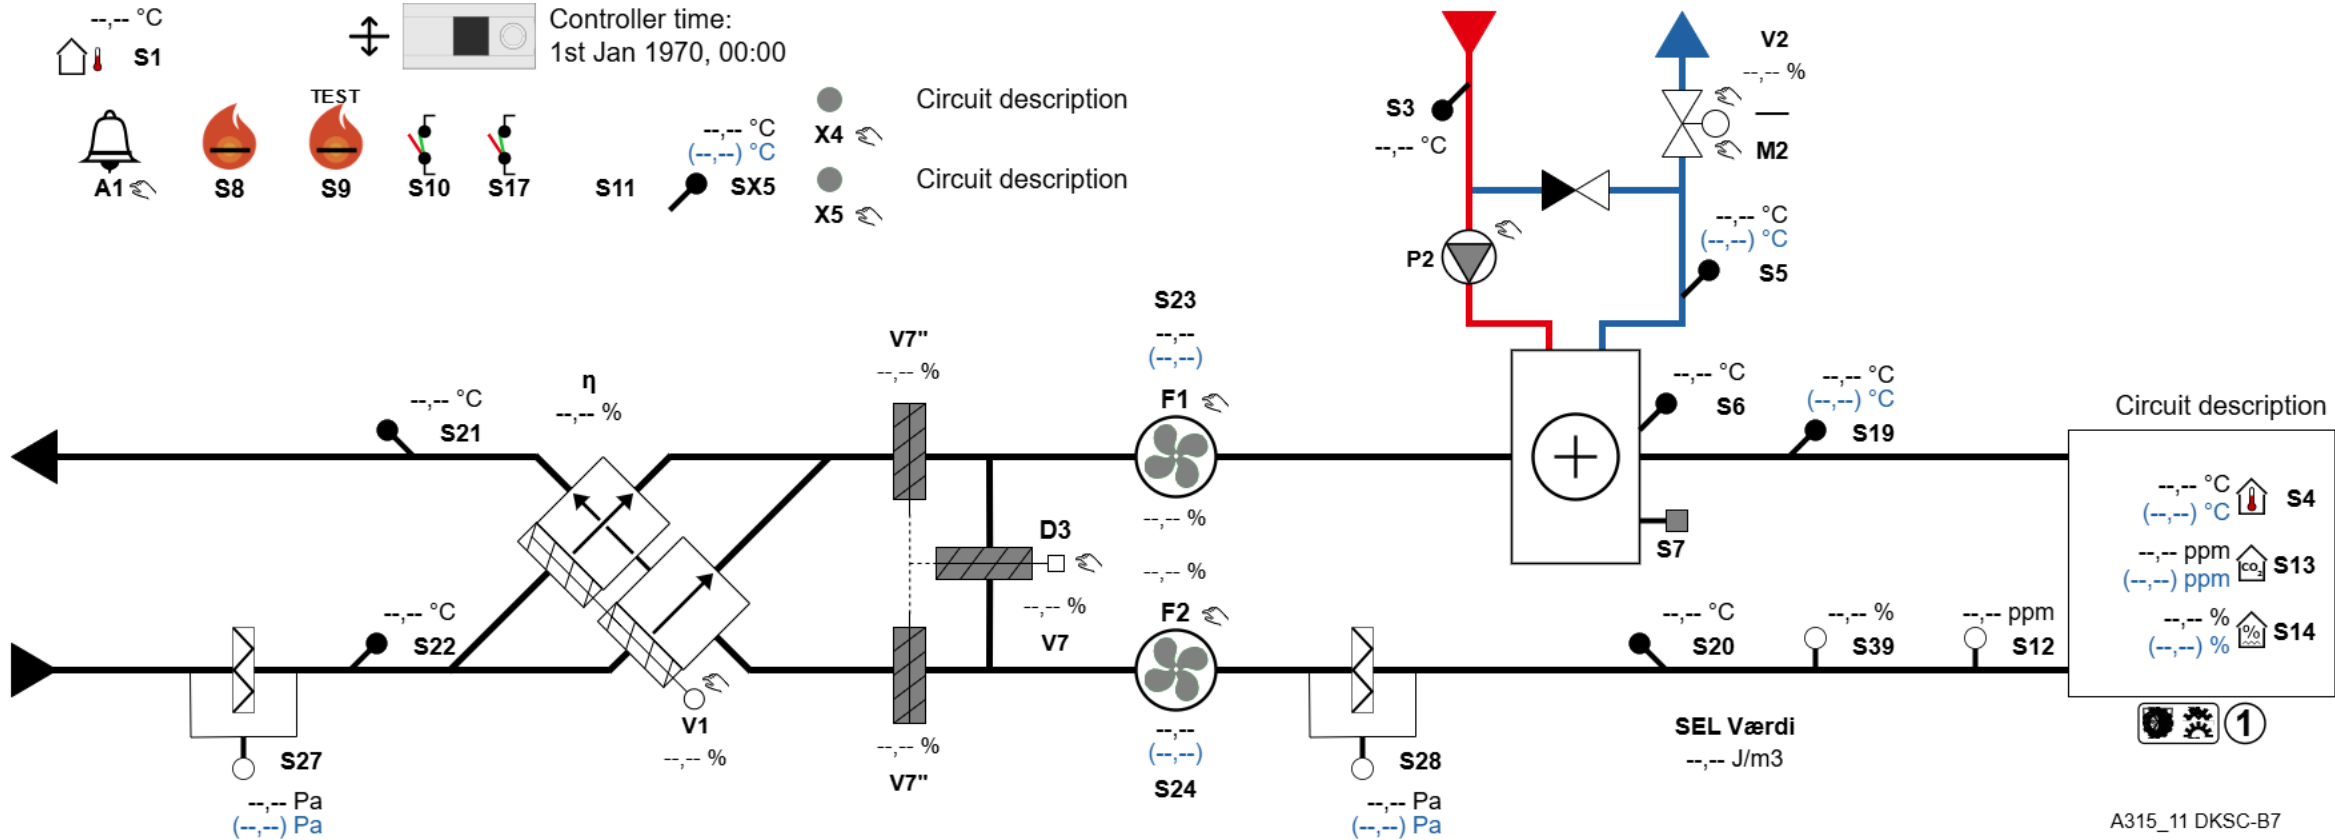 --,-- °C
S1
Controller time:
1st Jan 1970, 00:00
A1
S8
TEST
S9
S10
S17
S11
--,-- °C
(--,--) °C
SX5
X4
Circuit description
X5
Circuit description
S3
--,-- °C
V2
--,-- %
M2
P2
--,-- °C
(--,--) °C
S5
S23
--,--
(--,--)
F1
--,-- %
V7"
--,-- %
η
--,-- %
--,-- °C
S21
--,-- °C
S6
--,-- °C
(--,--) °C
S19
S7
Circuit description
--,-- °C
(--,--) °C
S4
--,-- ppm
(--,--) ppm
CO2
S13
--,-- %
(--,--) %
%
S14
1
D3
--,-- %
V7
--,-- %
F2
--,--
(--,--)
S24
--,-- °C
S22
S27
--,-- Pa
(--,--) Pa
V1
--,-- %
--,-- %
V7"
S28
--,-- Pa
(--,--) Pa
--,-- °C
S20
--,-- %
S39
--,-- ppm
S12
SEL Værdi
--,-- J/m3
A315_11 DKSC-B7